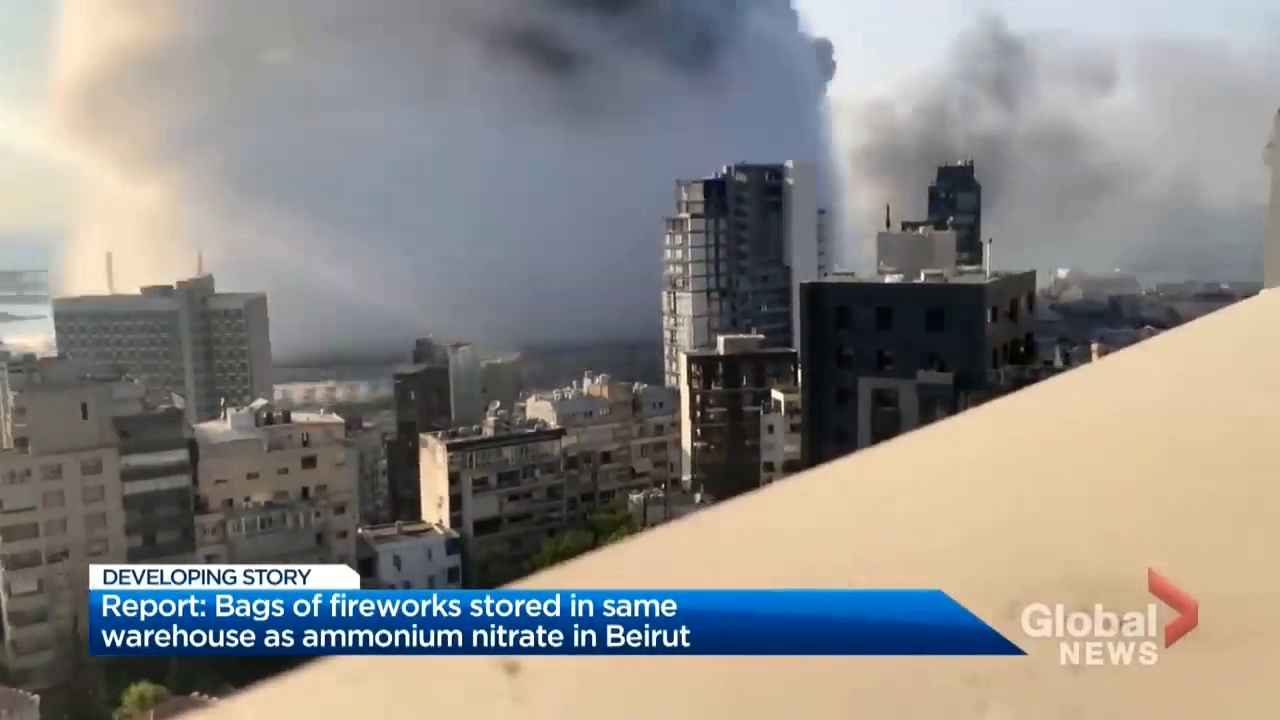 DEVELOPING STORY
Report: Bags of fireworks stored in same
warehouse as ammonium nitrate in Beirut
Global
NEWS